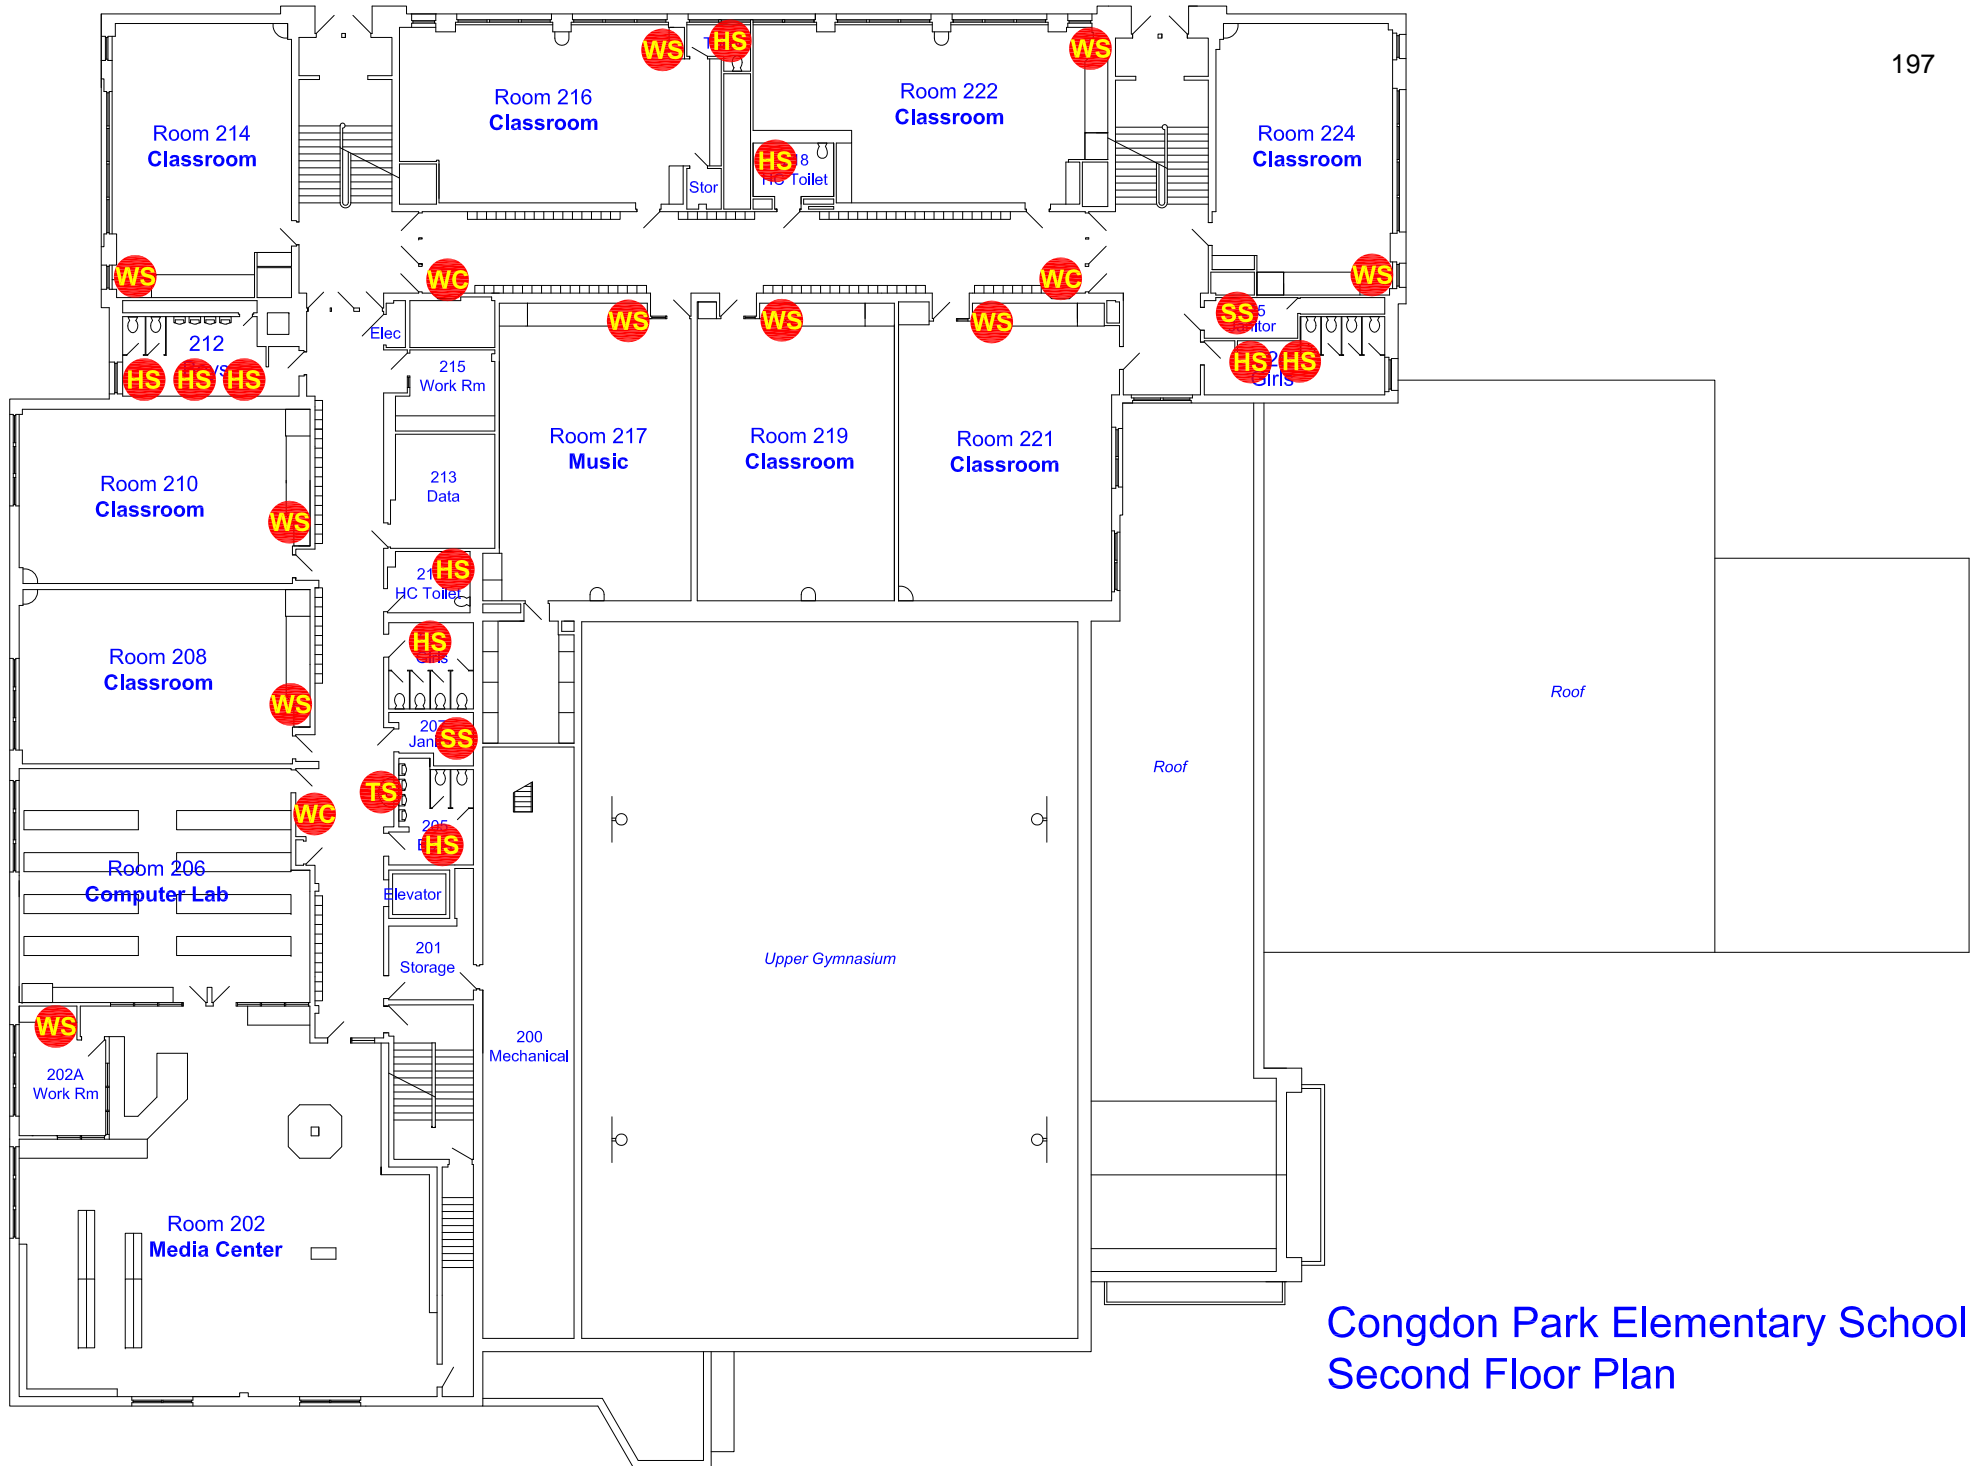 197
WS
HS
WS
Room 216
Classroom
Room 222
Classroom
Room 214
Classroom
Room 224
Classroom
HS
8
HC Toilet
Stor
WS
WC
WC
WS
WS
WS
WS
SS
5
Janitor
Elec
212
HS
HS
HS
HS
HS
Girls
215
Work Rm
Room 217
Music
Room 219
Classroom
Room 221
Classroom
213
Data
Room 210
Classroom
WS
HS
HC Toilet
HS
Girls
Room 208
Classroom
WS
207
SS
TS
WC
205
HS
Room 206
Computer Lab
Elevator
201
Storage
Upper Gymnasium
Roof
Roof
WS
202A
Work Rm
200
Mechanical
Room 202
Media Center
Congdon Park Elementary School
Second Floor Plan